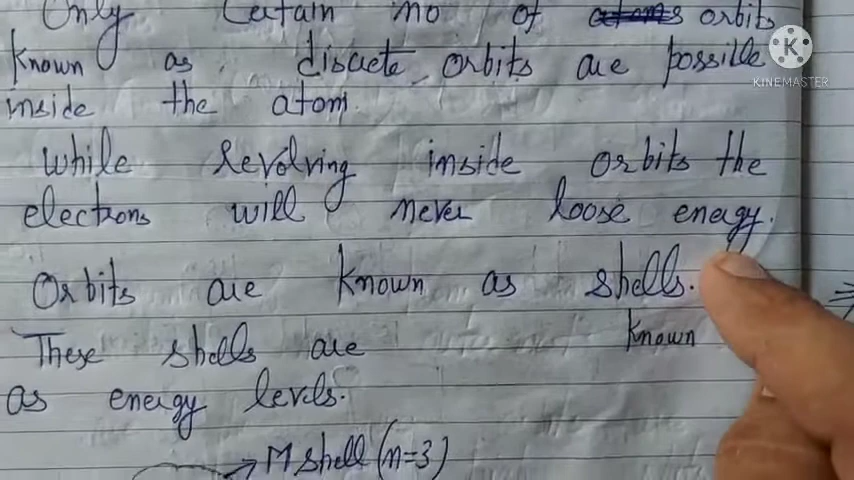 Only certain no of orbits
known as discrete orbits are possible
inside the atom.
while revolving inside orbits the
electrons will never loose energy.
Orbits are known as shells.
These shells are known
as energy levels.
→ M shell (n=3)
KINEMASTER